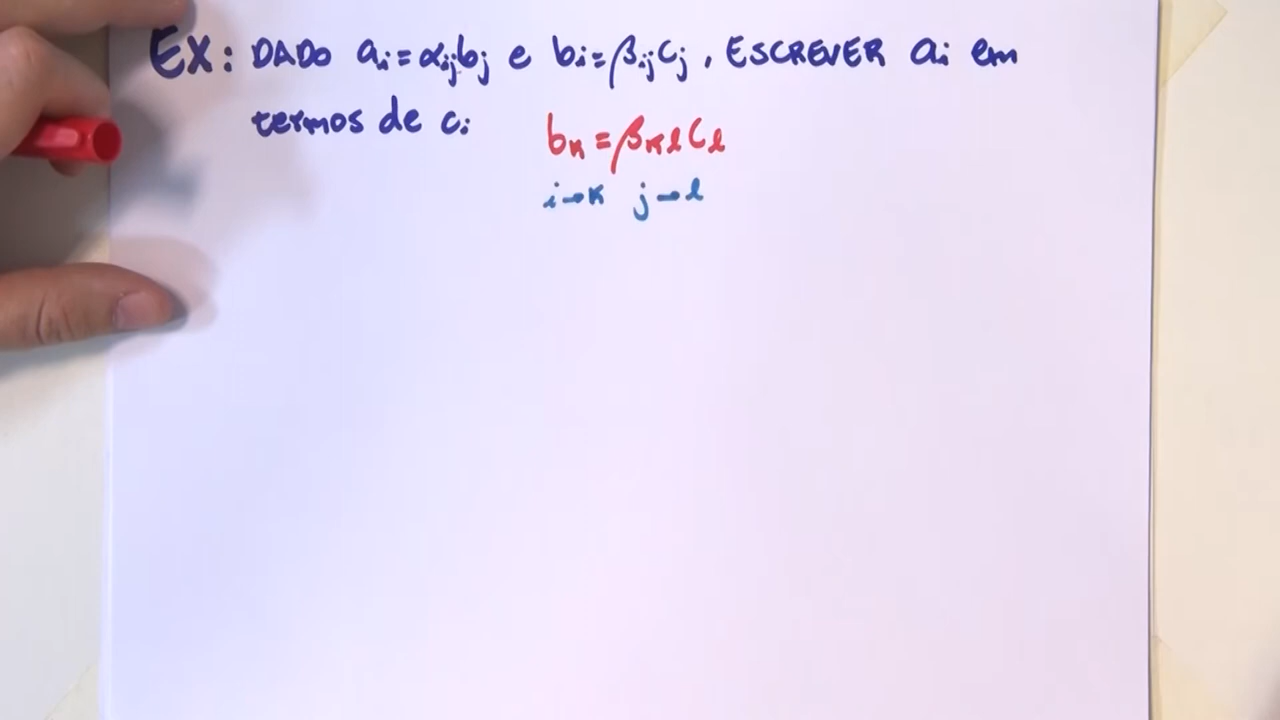 EX: DADO aᵢ=αᵢⱼbⱼ e bᵢ=βᵢⱼcⱼ, ESCREVER aᵢ em
termos de cᵢ
bₖ=βₖₗcₗ
i→k j→l